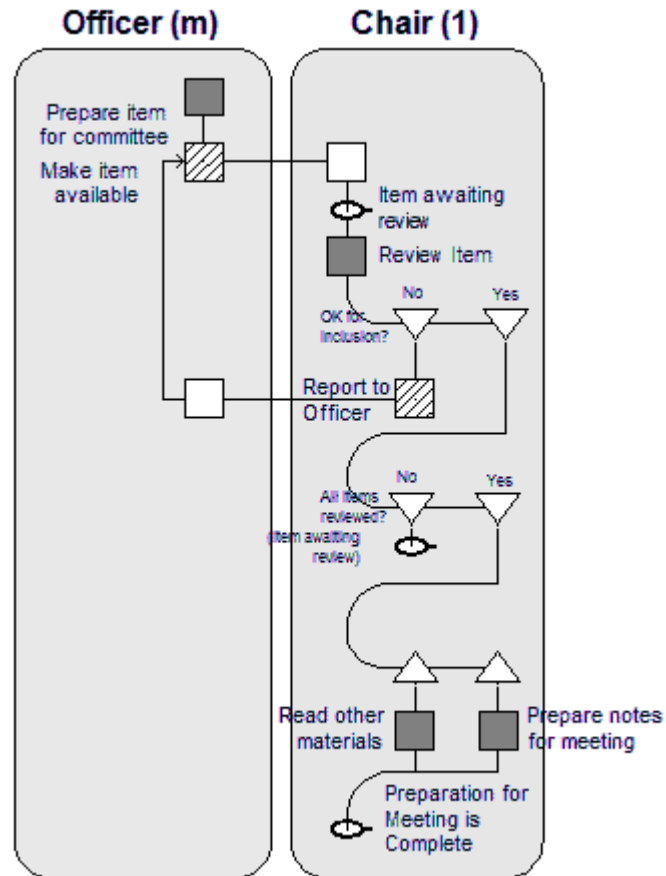 Officer (m)
Chair (1)
Prepare item
for committee
Make item
available
Item awaiting
review
Review Item
No
Yes
OK for
Inclusion?
Report to
Officer
No
Yes
All Items
reviewed?
(Item awaiting
review)
Read other
materials
Prepare notes
for meeting
Preparation for
Meeting is
Complete